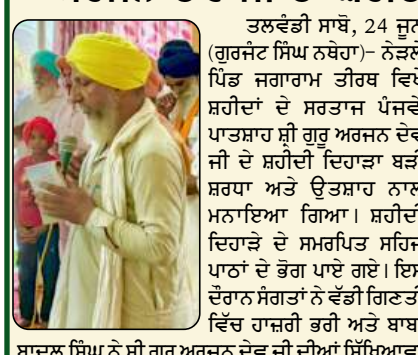 ਤਲਵੰਡੀ ਸਾਬੋ, 24 ਜੂਨ
(ਗੁਰਜੰਟ ਸਿੰਘ ਨਥੇਹਾ)- ਨੇੜਲੇ
ਪਿੰਡ ਜਗਾਰਾਮ ਤੀਰਥ ਵਿਖੇ
ਸ਼ਹੀਦਾਂ ਦੇ ਸਰਤਾਜ ਪੰਜਵੇਂ
ਪਾਤਸ਼ਾਹ ਸ਼੍ਰੀ ਗੁਰੂ ਅਰਜਨ ਦੇਵ
ਜੀ ਦੇ ਸ਼ਹੀਦੀ ਦਿਹਾੜਾ ਬੜੀ
ਸ਼ਰਧਾ ਅਤੇ ਉਤਸ਼ਾਹ ਨਾਲ
ਮਨਾਇਆ ਗਿਆ। ਸ਼ਹੀਦੀ
ਦਿਹਾੜੇ ਦੇ ਸਮਰਪਿਤ ਸਹਿਜ
ਪਾਠਾਂ ਦੇ ਭੋਗ ਪਾਏ ਗਏ। ਇਸ
ਦੌਰਾਨ ਸੰਗਤਾਂ ਨੇ ਵੱਡੀ ਗਿਣਤੀ
ਵਿੱਚ ਹਾਜ਼ਰੀ ਭਰੀ ਅਤੇ ਬਾਬਾ
ਬਾਦਲ ਸਿੰਘ ਨੇ ਸ਼੍ਰੀ ਗੁਰੂ ਅਰਜਨ ਦੇਵ ਜੀ ਦੀਆਂ ਸਿੱਖਿਆਵਾਂ